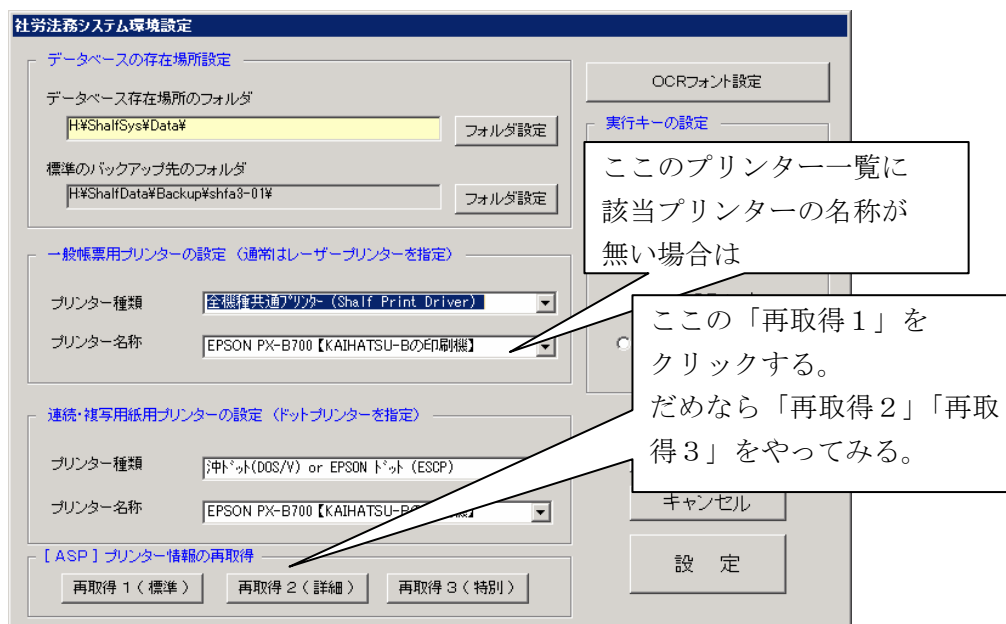 社労法務システム環境設定
データベースの存在場所設定
データベース存在場所のフォルダ
H:¥ShalfSys¥Data¥
フォルダ設定
標準のバックアップ先のフォルダ
H:¥ShalfData¥Backup¥shfa3-01¥
フォルダ設定
一般帳票用プリンターの設定（通常はレーザープリンターを指定）
プリンター種類
全機種共通プリンター (Shalf Print Driver)
プリンター名称
EPSON PX-B700【KAIHATSU-Bの印刷機】
連続・複写用紙用プリンターの設定（ドットプリンターを指定）
プリンター種類
沖ドット(DOS/V) or EPSON ドット (ESCP)
プリンター名称
EPSON PX-B700【KAIHATSU-B
［ＡＳＰ］プリンター情報の再取得
再取得１（標準）
再取得２（詳細）
再取得３（特別）
OCRフォント設定
実行キーの設定
ここのプリンター一覧に
該当プリンターの名称が
無い場合は
ここの「再取得１」を
クリックする。
だめなら「再取得２」「再取
得３」をやってみる。
キャンセル
設　定